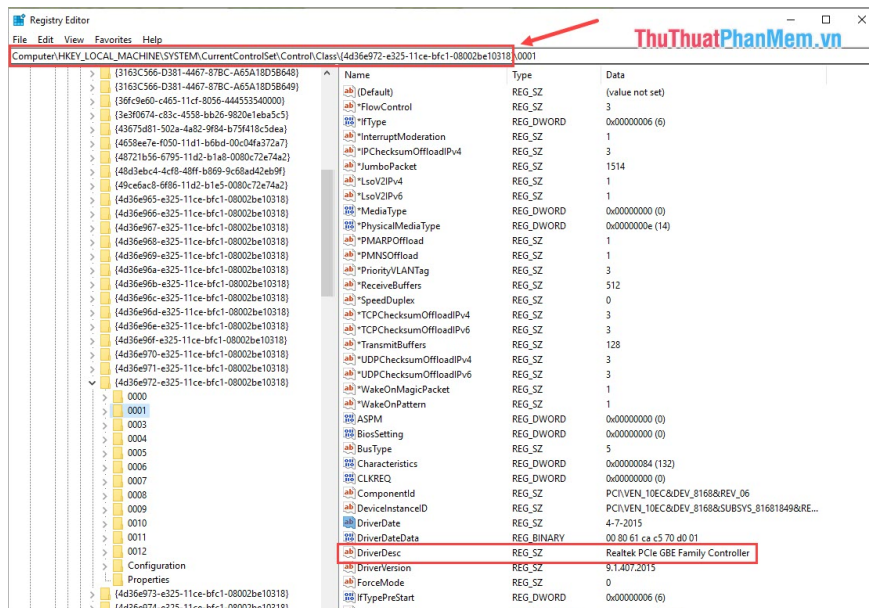 Registry Editor
File Edit View Favorites Help
ThuThuatPhanMem.vn
Computer\HKEY_LOCAL_MACHINE\SYSTEM\CurrentControlSet\Control\Class\{4d36e972-e325-11ce-bfc1-08002be10318}\0001
{3163C566-D381-4467-87BC-A65A18D5B648}
{3163C566-D381-4467-87BC-A65A18D5B649}
{36fc9e60-c465-11cf-8056-444553540000}
{3e3f0674-c83c-4558-bb26-9820e1eba5c5}
{43675d81-502a-4a82-9f84-b75f418c5dea}
{4658ee7e-f050-11d1-b6bd-00c04fa372a7}
{48721b56-6795-11d2-b1a8-0080c72e74a2}
{48d3ebc4-4cf8-48ff-b869-9c68ad42eb9f}
{49ce6ac8-6f86-11d2-b1e5-0080c72e74a2}
{4d36e965-e325-11ce-bfc1-08002be10318}
{4d36e966-e325-11ce-bfc1-08002be10318}
{4d36e967-e325-11ce-bfc1-08002be10318}
{4d36e968-e325-11ce-bfc1-08002be10318}
{4d36e969-e325-11ce-bfc1-08002be10318}
{4d36e96a-e325-11ce-bfc1-08002be10318}
{4d36e96b-e325-11ce-bfc1-08002be10318}
{4d36e96c-e325-11ce-bfc1-08002be10318}
{4d36e96d-e325-11ce-bfc1-08002be10318}
{4d36e96e-e325-11ce-bfc1-08002be10318}
{4d36e96f-e325-11ce-bfc1-08002be10318}
{4d36e970-e325-11ce-bfc1-08002be10318}
{4d36e971-e325-11ce-bfc1-08002be10318}
{4d36e972-e325-11ce-bfc1-08002be10318}
0000
0001
0003
0004
0005
0006
0007
0008
0009
0010
0011
0012
Configuration
Properties
{4d36e973-e325-11ce-bfc1-08002be10318}
{4d36e974-e325-11ce-bfc1-08002be10318}
Name Type Data
(Default) REG_SZ (value not set)
*FlowControl REG_SZ 3
*IfType REG_DWORD 0x00000006 (6)
*InterruptModeration REG_SZ 1
*IPChecksumOffloadIPv4 REG_SZ 3
*JumboPacket REG_SZ 1514
*LsoV2IPv4 REG_SZ 1
*LsoV2IPv6 REG_SZ 1
*MediaType REG_DWORD 0x00000000 (0)
*PhysicalMediaType REG_DWORD 0x0000000e (14)
*PMARPOffload REG_SZ 1
*PMNSOffload REG_SZ 1
*PriorityVLANTag REG_SZ 3
*ReceiveBuffers REG_SZ 512
*SpeedDuplex REG_SZ 0
*TCPChecksumOffloadIPv4 REG_SZ 3
*TCPChecksumOffloadIPv6 REG_SZ 3
*TransmitBuffers REG_SZ 128
*UDPChecksumOffloadIPv4 REG_SZ 3
*UDPChecksumOffloadIPv6 REG_SZ 3
*WakeOnMagicPacket REG_SZ 1
*WakeOnPattern REG_SZ 1
ASPM REG_DWORD 0x00000000 (0)
BiosSetting REG_DWORD 0x00000000 (0)
BusType REG_SZ 5
Characteristics REG_DWORD 0x00000084 (132)
CLKREQ REG_DWORD 0x00000000 (0)
ComponentId REG_SZ PCI\VEN_10EC&DEV_8168&REV_06
DeviceInstanceID REG_SZ PCI\VEN_10EC&DEV_8168&SUBSYS_81681849&RE...
DriverDate REG_SZ 4-7-2015
DriverDateData REG_BINARY 00 80 61 ca c5 70 d0 01
DriverDesc REG_SZ Realtek PCIe GBE Family Controller
DriverVersion REG_SZ 9.1.407.2015
ForceMode REG_SZ 0
IfTypePreStart REG_DWORD 0x00000006 (6)